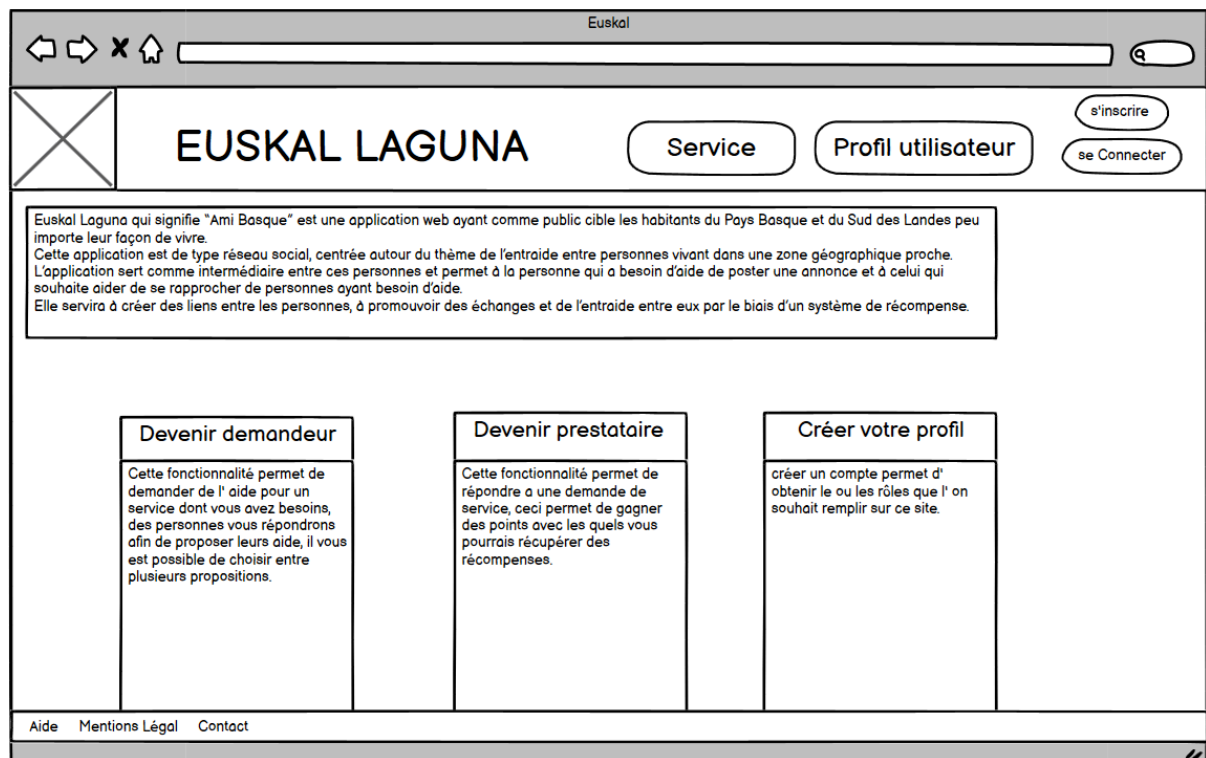 Euskal
EUSKAL LAGUNA
Service
Profil utilisateur
s'inscrire
se Connecter
Euskal Laguna qui signifie "Ami Basque" est une application web ayant comme public cible les habitants du Pays Basque et du Sud des Landes peu
importe leur façon de vivre.
Cette application est de type réseau social, centrée autour du thème de l'entraide entre personnes vivant dans une zone géographique proche.
L'application sert comme intermédiaire entre ces personnes et permet à la personne qui a besoin d'aide de poster une annonce et à celui qui
souhaite aider de se rapprocher de personnes ayant besoin d'aide.
Elle servira à créer des liens entre les personnes, à promouvoir des échanges et de l'entraide entre eux par le biais d'un système de récompense.
Devenir demandeur
Cette fonctionnalité permet de
demander de l' aide pour un
service dont vous avez besoins,
des personnes vous répondrons
afin de proposer leurs aide, il vous
est possible de choisir entre
plusieurs propositions.
Devenir prestataire
Cette fonctionnalité permet de
répondre a une demande de
service, ceci permet de gagner
des points avec les quels vous
pourrais récupérer des
récompenses.
Créer votre profil
créer un compte permet d'
obtenir le ou les rôles que l' on
souhait remplir sur ce site.
Aide
Mentions Légal
Contact